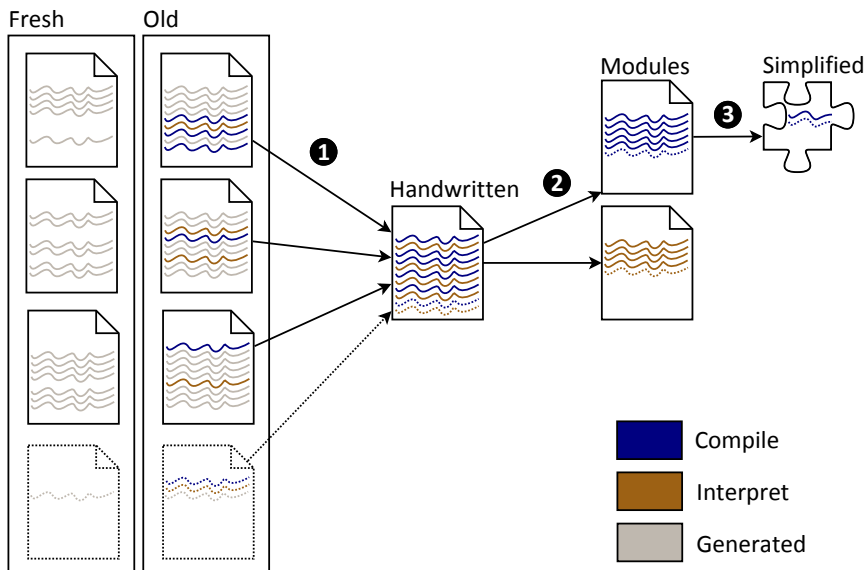 Fresh
Old
Modules
Simplified
❶
❸
Handwritten
❷
Compile
Interpret
Generated